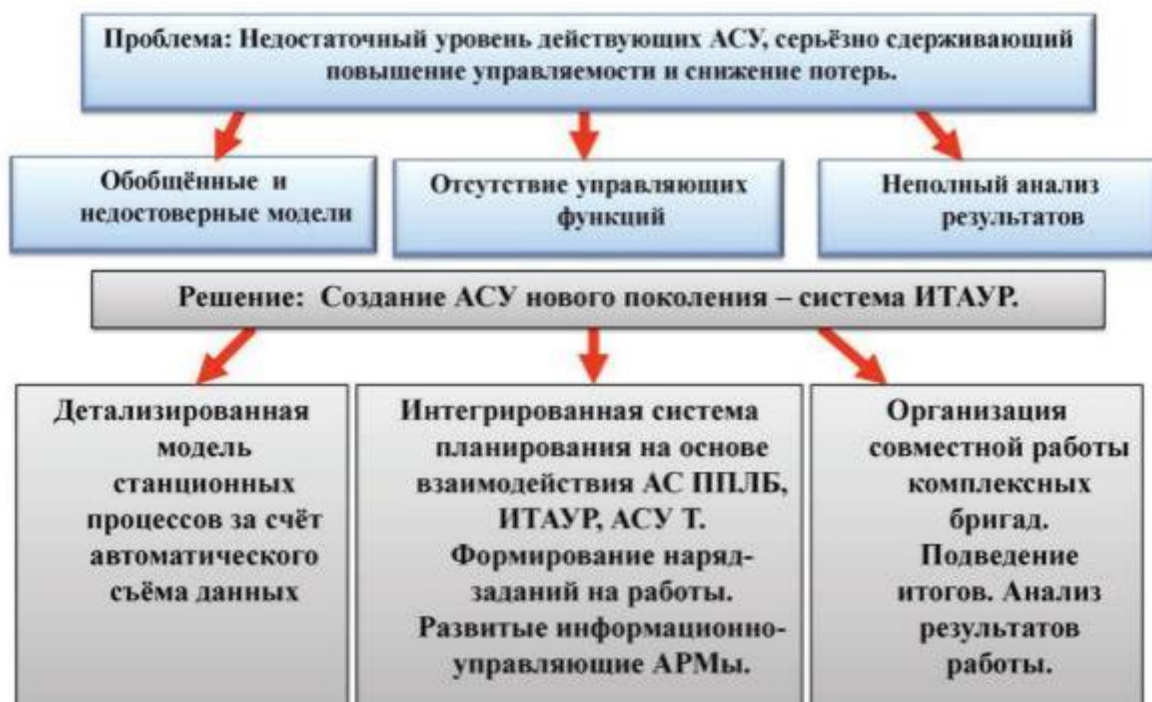 Проблема: Недостаточный уровень действующих АСУ, серьёзно сдерживающий
повышение управляемости и снижение потерь.
Обобщённые и
недостоверные модели
Отсутствие управляющих
функций
Неполный анализ
результатов
Решение: Создание АСУ нового поколения – система ИТАУР.
Детализированная
модель
станционных
процессов за счёт
автоматического
съёма данных
Интегрированная система
планирования на основе
взаимодействия АС ППЛБ,
ИТАУР, АСУ Т.
Формирование наряд-
заданий на работы.
Развитые информационно-
управляющие АРМы.
Организация
совместной работы
комплексных
бригад.
Подведение
итогов. Анализ
результатов
работы.